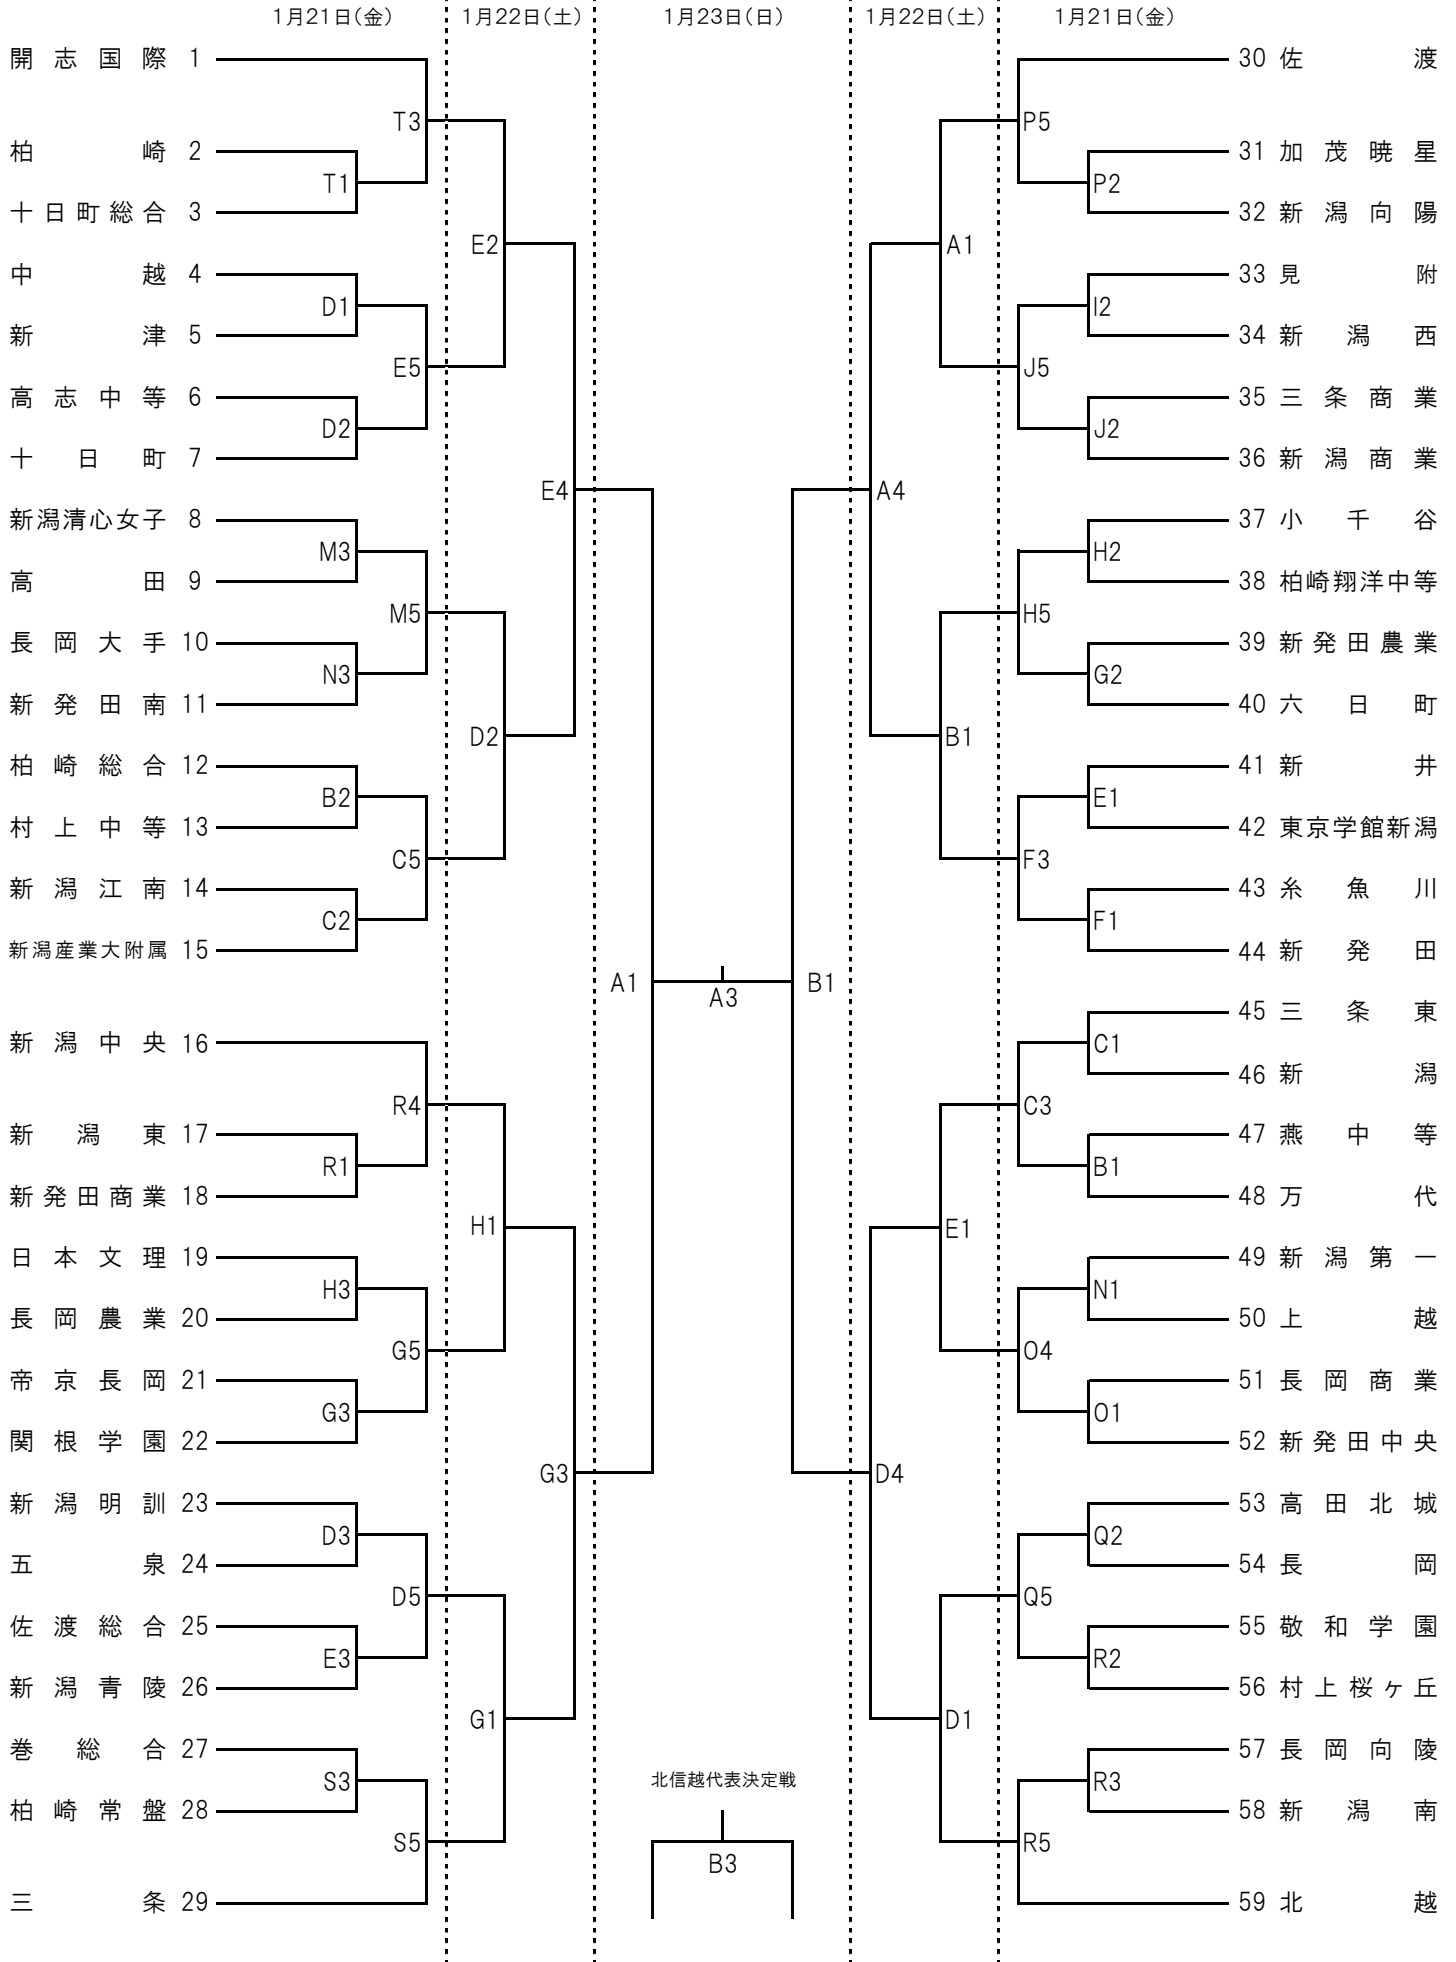 1月21日(金) 1月22日(土) 1月23日(日) 1月22日(土) 1月21日(金)
開志国際 1
T3
柏崎 2
T1
十日町総合 3
E2
中越 4
D1
新津 5
E5
高志中等 6
D2
十日町 7
E4
新潟清心女子 8
M3
高田 9
M5
長岡大手 10
N3
新発田南 11
D2
柏崎総合 12
B2
村上中等 13
C5
新潟江南 14
C2
新潟産業大附属 15
A1
新潟中央 16
R4
新潟東 17
R1
新発田商業 18
H1
日本文理 19
H3
長岡農業 20
G5
帝京長岡 21
G3
関根学園 22
G3
新潟明訓 23
D3
五泉 24
D5
佐渡総合 25
E3
新潟青陵 26
G1
巻総合 27
S3
柏崎常盤 28
S5
三条 29
A3
北信越代表決定戦
B3
30 佐渡
P5
31 加茂暁星
P2
32 新潟向陽
A1
33 見附
I2
34 新潟西
J5
35 三条商業
J2
36 新潟商業
A4
37 小千谷
H2
38 柏崎翔洋中等
H5
39 新発田農業
G2
40 六日町
B1
41 新井
E1
42 東京学館新潟
F3
43 糸魚川
F1
44 新発田
B1
45 三条東
C1
46 新潟
C3
47 燕中等
B1
48 万代
E1
49 新潟第一
N1
50 上越
O4
51 長岡商業
O1
52 新発田中央
D4
53 高田北城
Q2
54 長岡
Q5
55 敬和学園
R2
56 村上桜ヶ丘
D1
57 長岡向陵
R3
58 新潟南
R5
59 北越